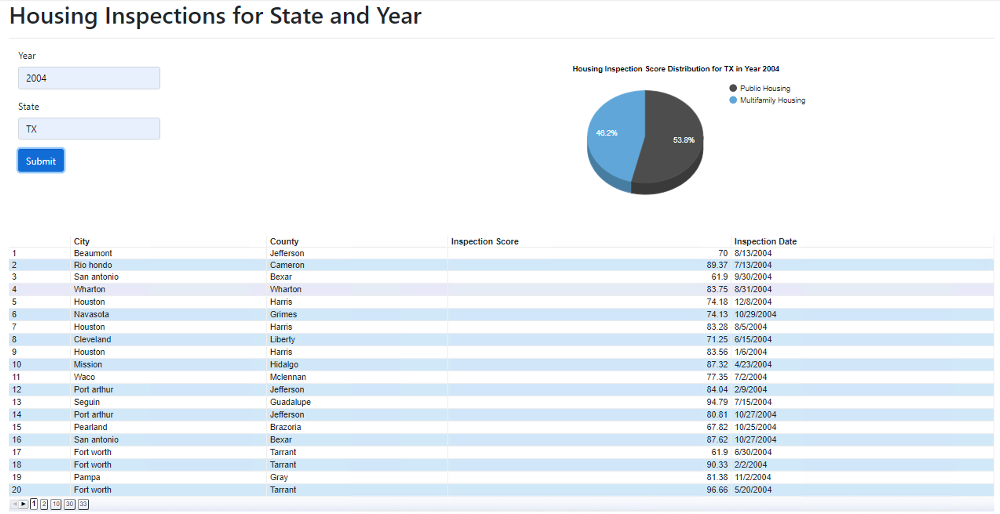 Housing Inspections for State and Year
Year
2004
State
TX
Submit
Housing Inspection Score Distribution for TX in Year 2004
Public Housing
Multifamily Housing
46.2%
53.8%
City County Inspection Score Inspection Date
1 Beaumont Jefferson 70 8/13/2004
2 Rio hondo Cameron 89.37 7/13/2004
3 San antonio Bexar 61.9 9/30/2004
4 Wharton Wharton 83.75 8/31/2004
5 Houston Harris 74.18 12/8/2004
6 Navasota Grimes 74.13 10/29/2004
7 Houston Harris 83.28 8/5/2004
8 Cleveland Liberty 71.25 6/15/2004
9 Houston Harris 83.56 1/6/2004
10 Mission Hidalgo 87.32 4/23/2004
11 Waco Mclennan 77.35 7/2/2004
12 Port arthur Jefferson 84.04 2/9/2004
13 Seguin Guadalupe 94.79 7/15/2004
14 Port arthur Jefferson 80.81 10/27/2004
15 Pearland Brazoria 67.82 10/25/2004
16 San antonio Bexar 87.62 10/27/2004
17 Fort worth Tarrant 61.9 6/30/2004
18 Fort worth Tarrant 90.33 2/2/2004
19 Pampa Gray 81.38 11/2/2004
20 Fort worth Tarrant 96.66 5/20/2004
1 2 10 30 33